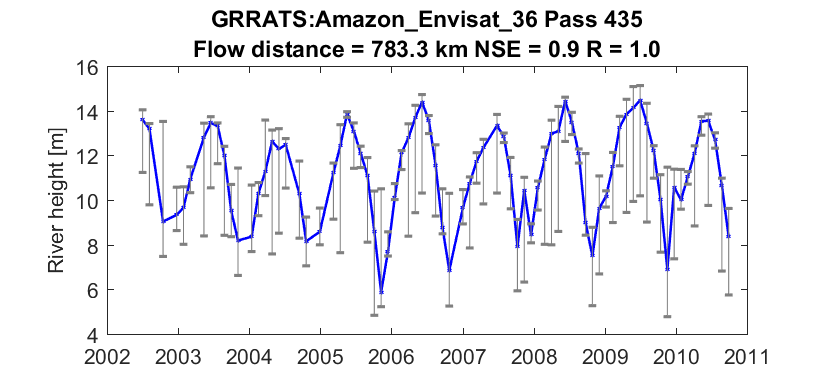 GRRATS:Amazon_Envisat_36 Pass 435
Flow distance = 783.3 km NSE = 0.9 R = 1.0
River height [m]
16
14
12
10
8
6
4
2002 2003 2004 2005 2006 2007 2008 2009 2010 2011